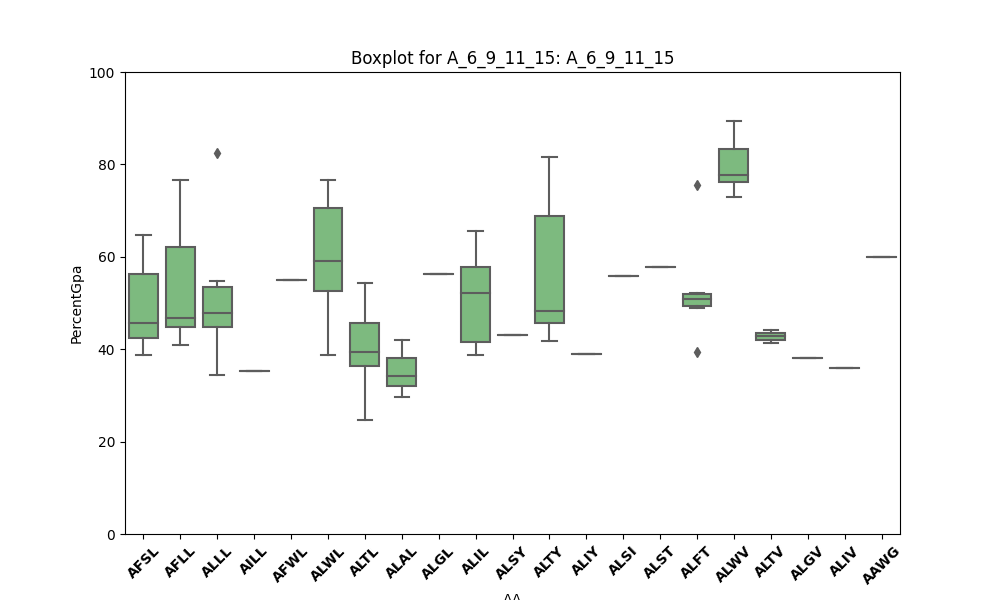 Boxplot for A_6_9_11_15: A_6_9_11_15
PercentGpa
100
80
60
40
20
0
AFSL AFLL ALLL AILL AFWL ALWL ALTL ALAL ALGL ALIL ALSY ALTY ALIY ALSI ALST ALFT ALWV ALTV ALGV ALIV AAWG
AA